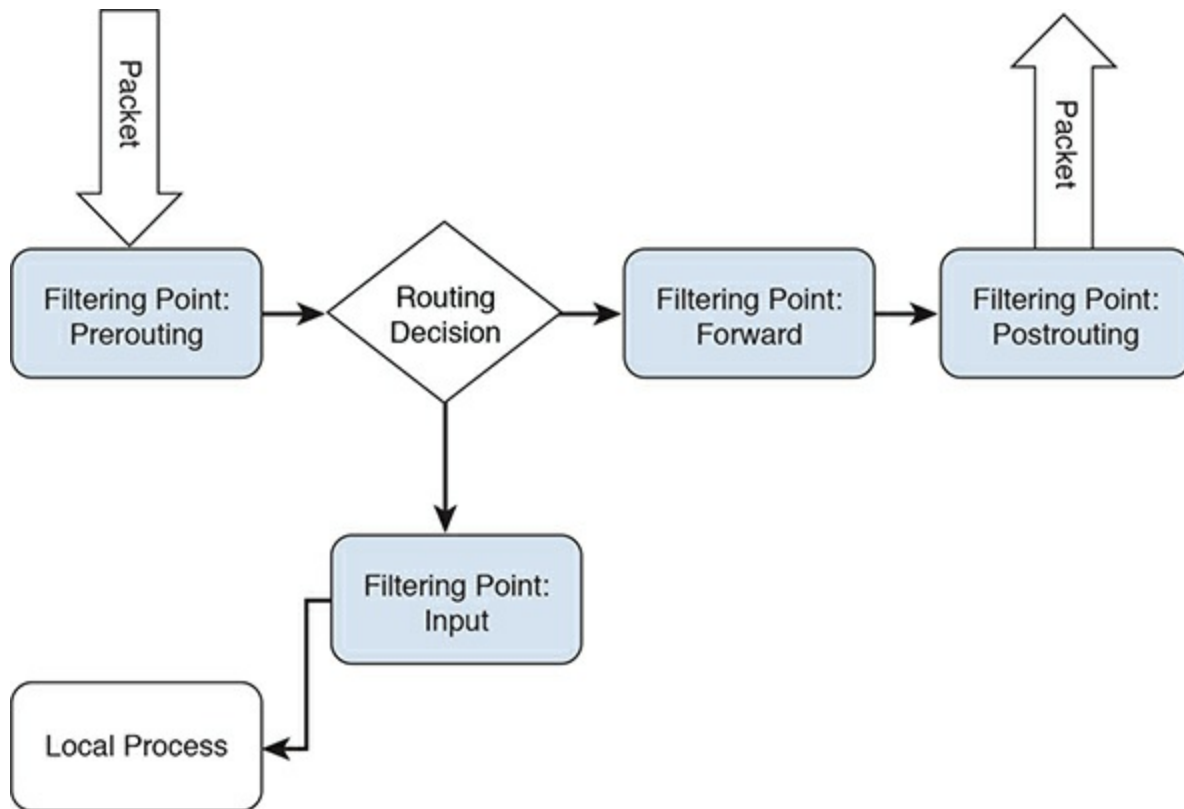 Packet
Packet
Filtering Point:
Prerouting
Routing
Decision
Filtering Point:
Forward
Filtering Point:
Postrouting
Filtering Point:
Input
Local Process